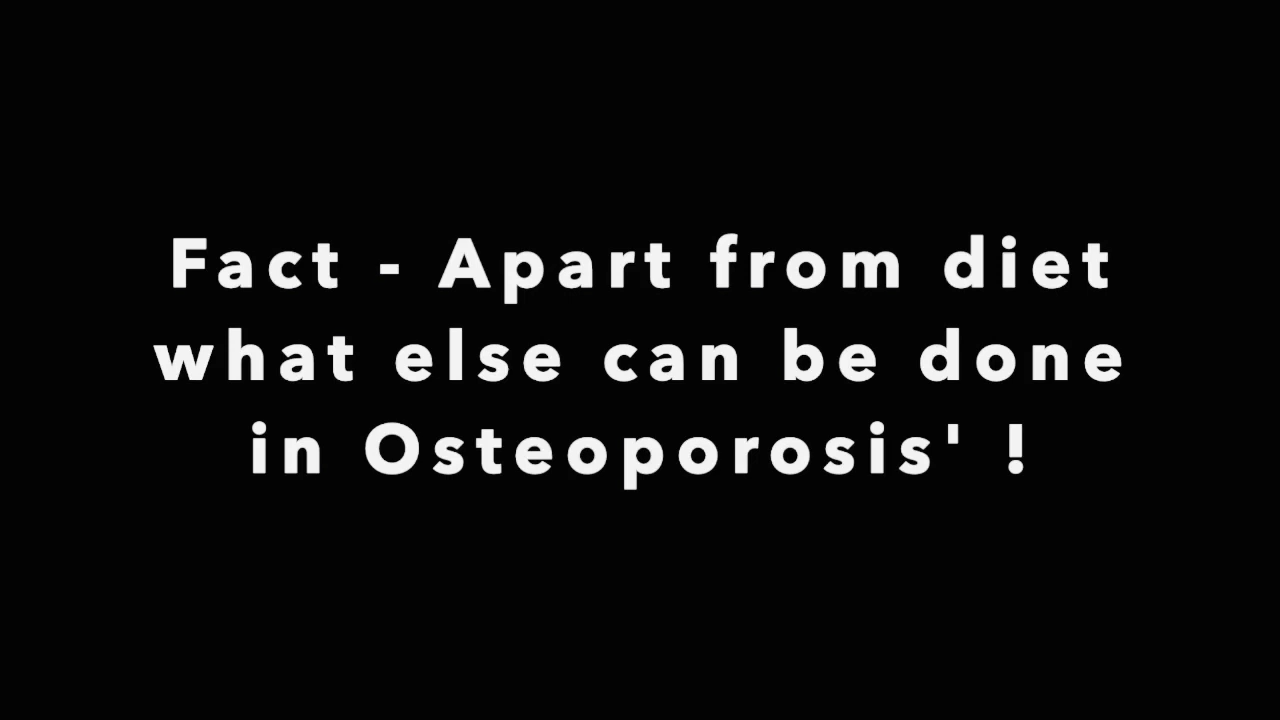 Fact - Apart from diet
what else can be done
in Osteoporosis' !